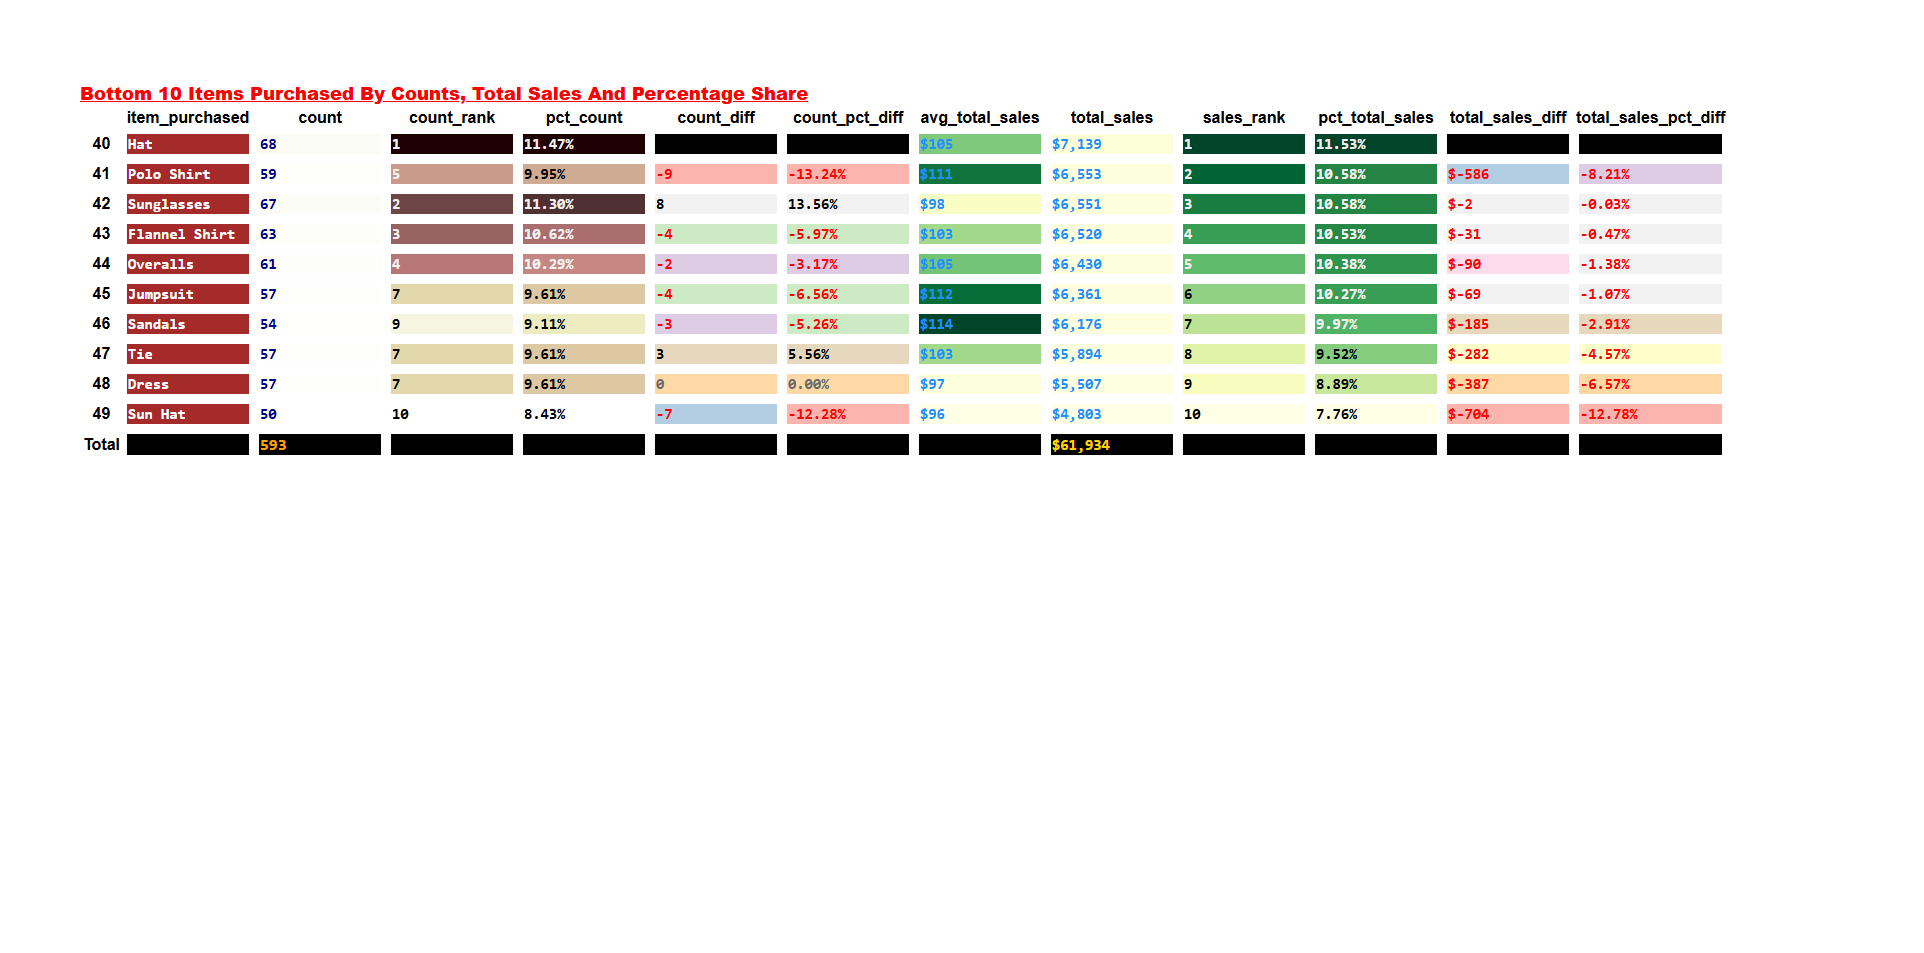 Bottom 10 Items Purchased By Counts, Total Sales And Percentage Share
item_purchased count count_rank pct_count count_diff count_pct_diff avg_total_sales total_sales sales_rank pct_total_sales total_sales_diff total_sales_pct_diff
40 Hat 68 1 11.47% $105 $7,139 1 11.53%
41 Polo Shirt 59 5 9.95% -9 -13.24% $111 $6,553 2 10.58% $-586 -8.21%
42 Sunglasses 67 2 11.30% 8 13.56% $98 $6,551 3 10.58% $-2 -0.03%
43 Flannel Shirt 63 3 10.62% -4 -5.97% $103 $6,520 4 10.53% $-31 -0.47%
44 Overalls 61 4 10.29% -2 -3.17% $105 $6,430 5 10.38% $-90 -1.38%
45 Jumpsuit 57 7 9.61% -4 -6.56% $112 $6,361 6 10.27% $-69 -1.07%
46 Sandals 54 9 9.11% -3 -5.26% $114 $6,176 7 9.97% $-185 -2.91%
47 Tie 57 7 9.61% 3 5.56% $103 $5,894 8 9.52% $-282 -4.57%
48 Dress 57 7 9.61% 0 0.00% $97 $5,507 9 8.89% $-387 -6.57%
49 Sun Hat 50 10 8.43% -7 -12.28% $96 $4,803 10 7.76% $-704 -12.78%
Total 593 $61,934